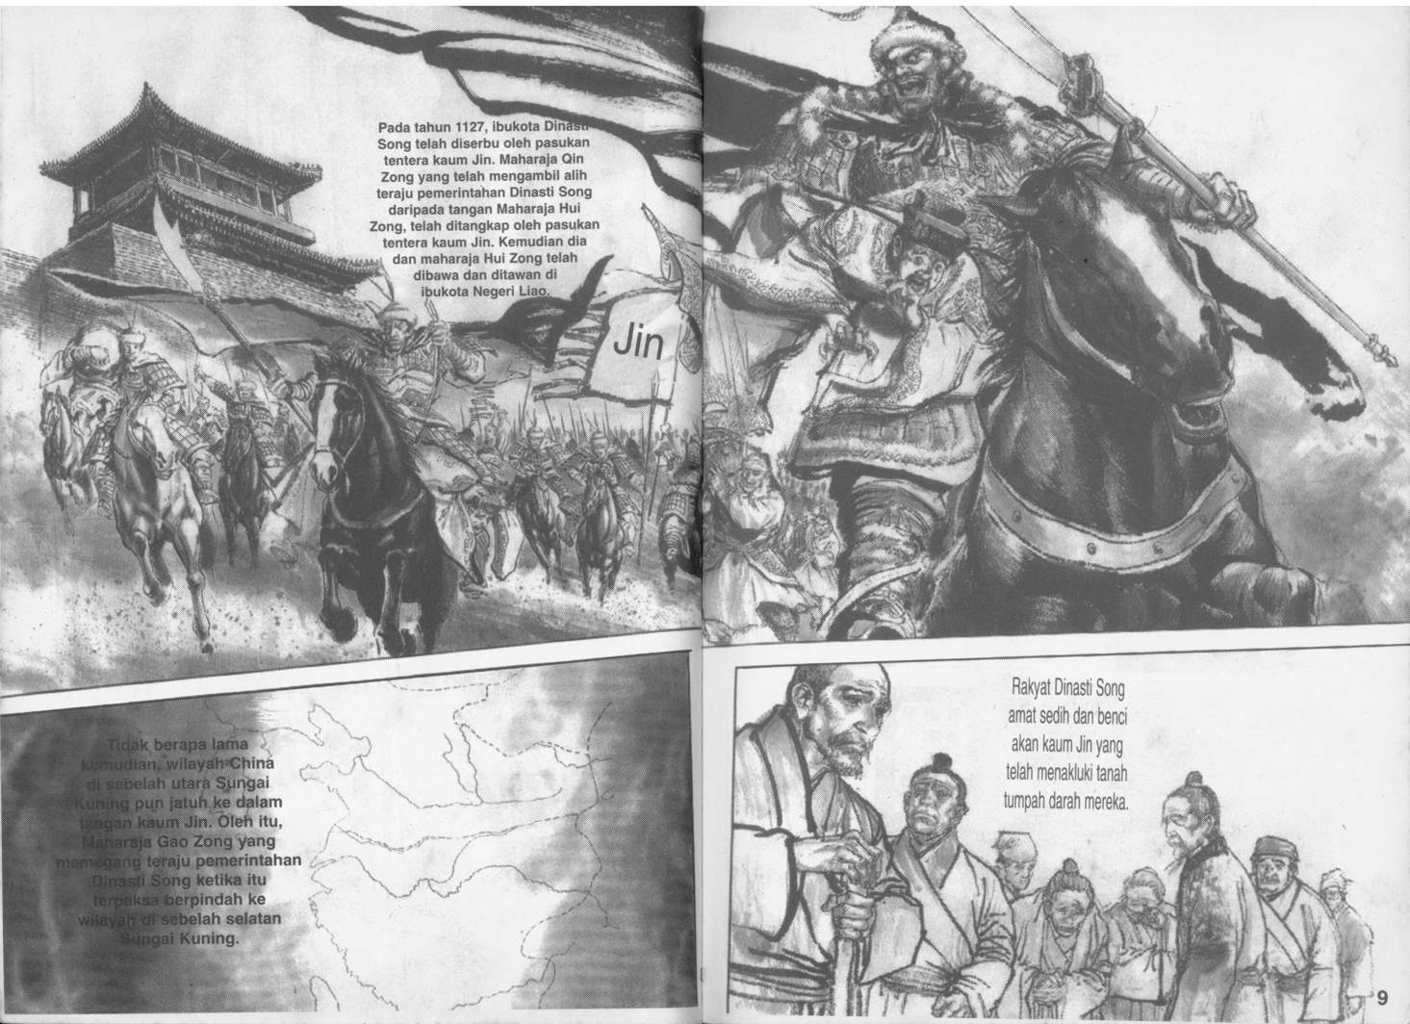 Pada tahun 1127, ibukota Dinasti
Song telah diserbu oleh pasukan
tentera kaum Jin. Maharaja Qin
Zong yang telah mengambil alih
teraju pemerintahan Dinasti Song
daripada tangan Maharaja Hui
Zong, telah ditangkap oleh pasukan
tentera kaum Jin. Kemudian dia
dan maharaja Hui Zong telah
dibawa dan ditawan di
ibukota Negeri Liao.
Jin
Tidak berapa lama
kemudian, wilayah China
di sebelah utara Sungai
Kuning pun jatuh ke dalam
tangan kaum Jin. Oleh itu,
Maharaja Gao Zong yang
memegang teraju pemerintahan
Dinasti Song ketika itu
terpaksa berpindah ke
wilayah di sebelah selatan
Sungai Kuning.
Rakyat Dinasti Song
amat sedih dan benci
akan kaum Jin yang
telah menakluki tanah
tumpah darah mereka.
9